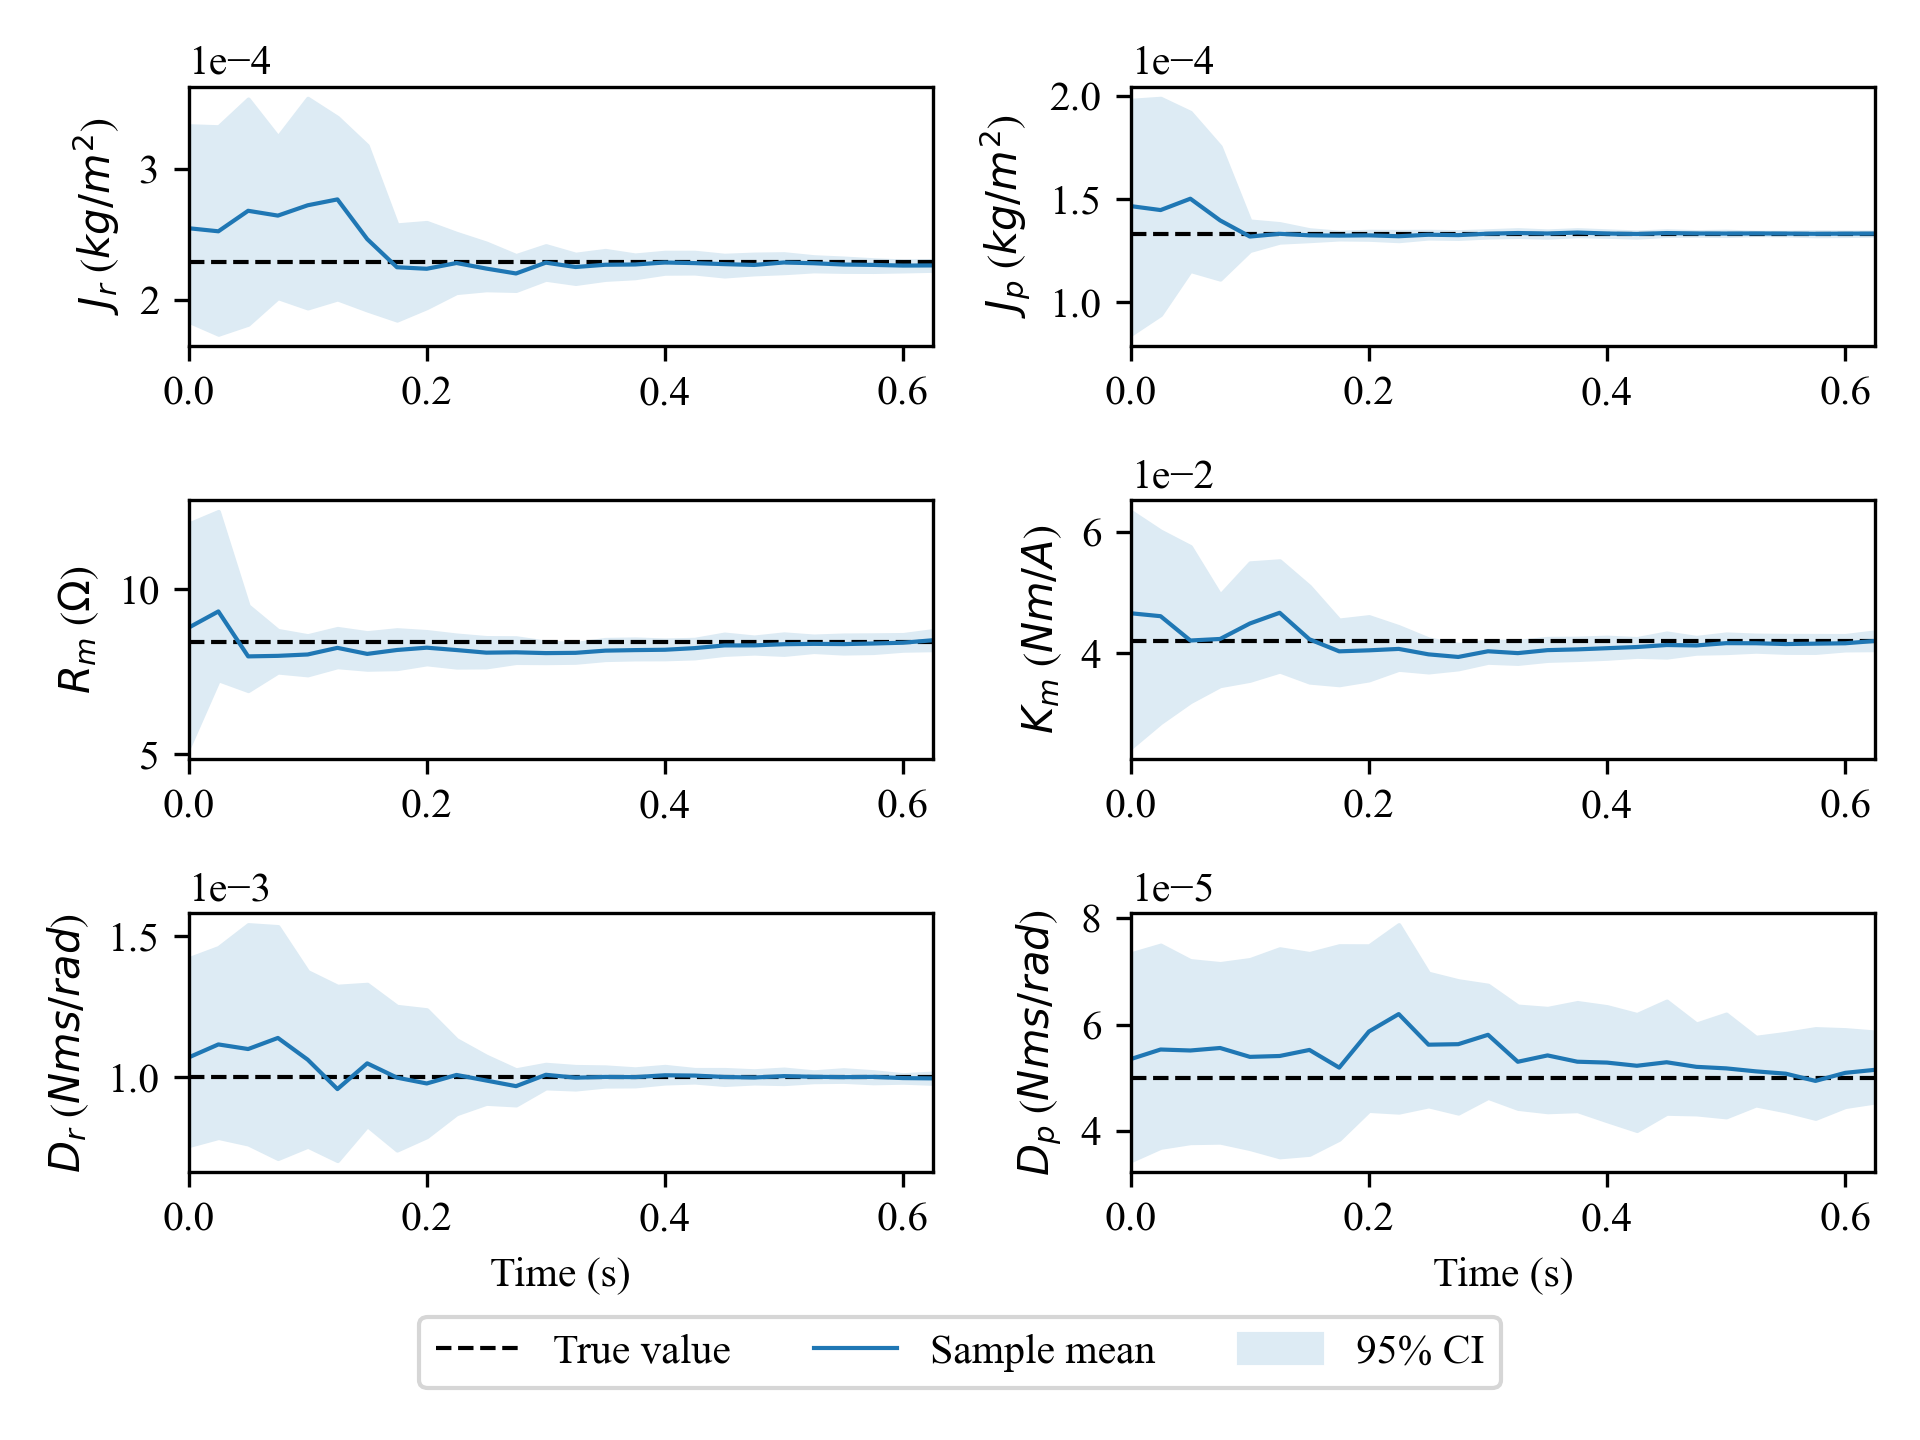 1e−4
J_r (kg/m²)
3
2
0.0 0.2 0.4 0.6
1e−4
J_p (kg/m²)
2.0
1.5
1.0
0.0 0.2 0.4 0.6
R_m (Ω)
10
5
0.0 0.2 0.4 0.6
1e−2
K_m (Nm/A)
6
4
0.0 0.2 0.4 0.6
1e−3
D_r (Nms/rad)
1.5
1.0
0.0 0.2 0.4 0.6
Time (s)
1e−5
D_p (Nms/rad)
8
6
4
0.0 0.2 0.4 0.6
Time (s)
True value Sample mean 95% CI